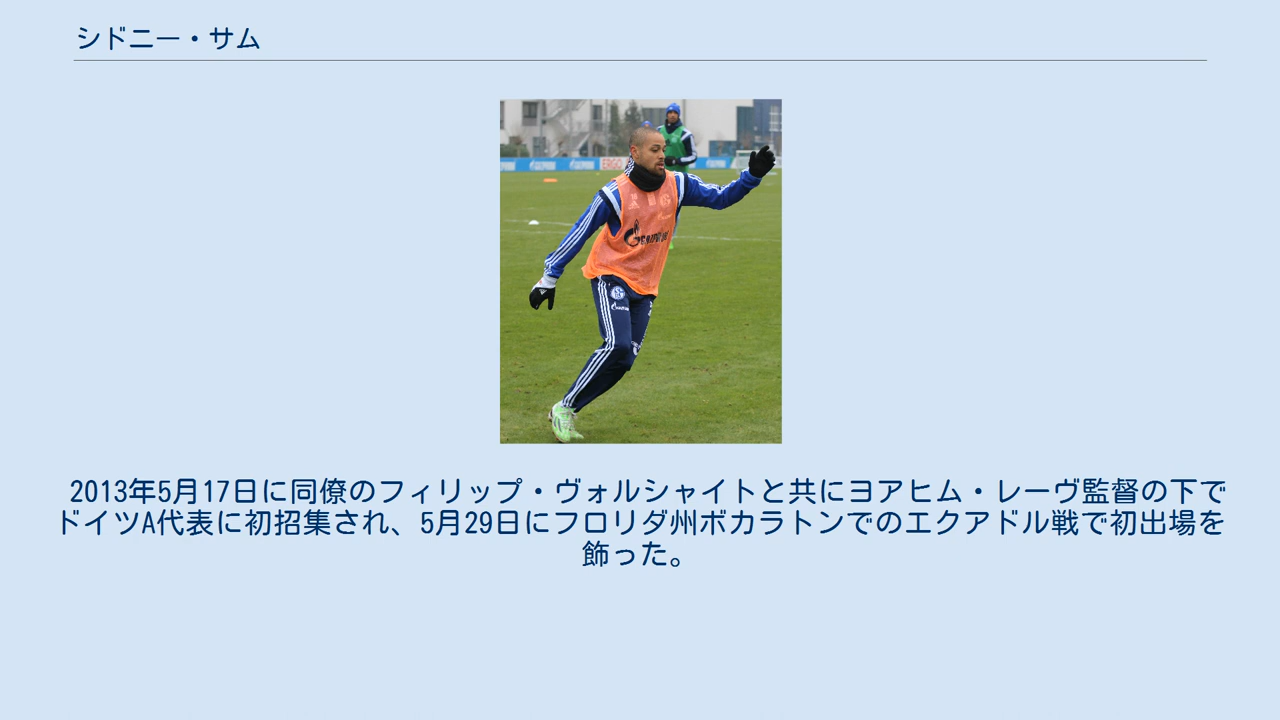 シドニー・サム
ERGO
2013年5月17日に同僚のフィリップ・ヴォルシャイトと共にヨアヒム・レーヴ監督の下で
ドイツA代表に初招集され、5月29日にフロリダ州ボカラトンでのエクアドル戦で初出場を
飾った。